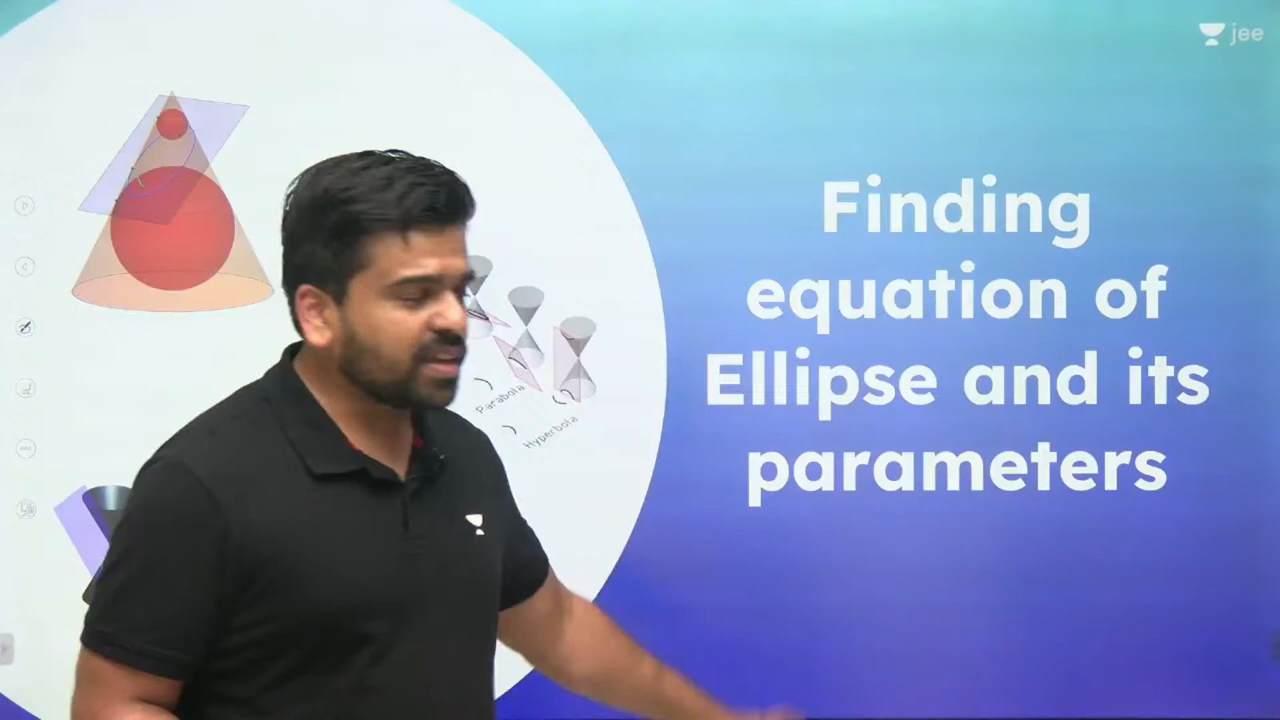 jee
Finding
equation of
Ellipse and its
parameters
Parabola
Hyperbola